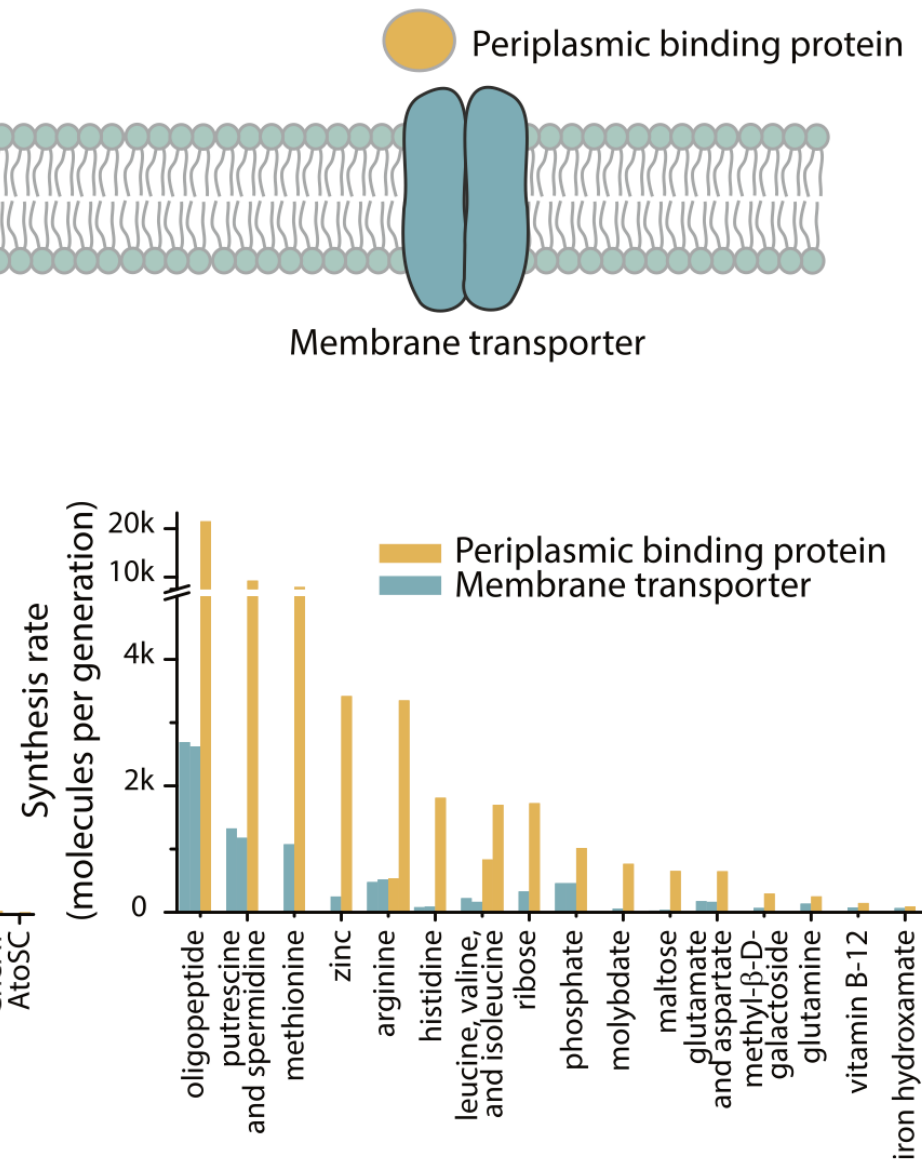 Periplasmic binding protein
Membrane transporter
Synthesis rate
(molecules per generation)
20k
10k
4k
2k
0
Periplasmic binding protein
Membrane transporter
AtoSC
oligopeptide
putrescine
and spermidine
methionine
zinc
arginine
histidine
leucine, valine,
and isoleucine
ribose
phosphate
molybdate
maltose
glutamate
and aspartate
methyl-β-D-
galactoside
glutamine
vitamin B-12
iron hydroxamate